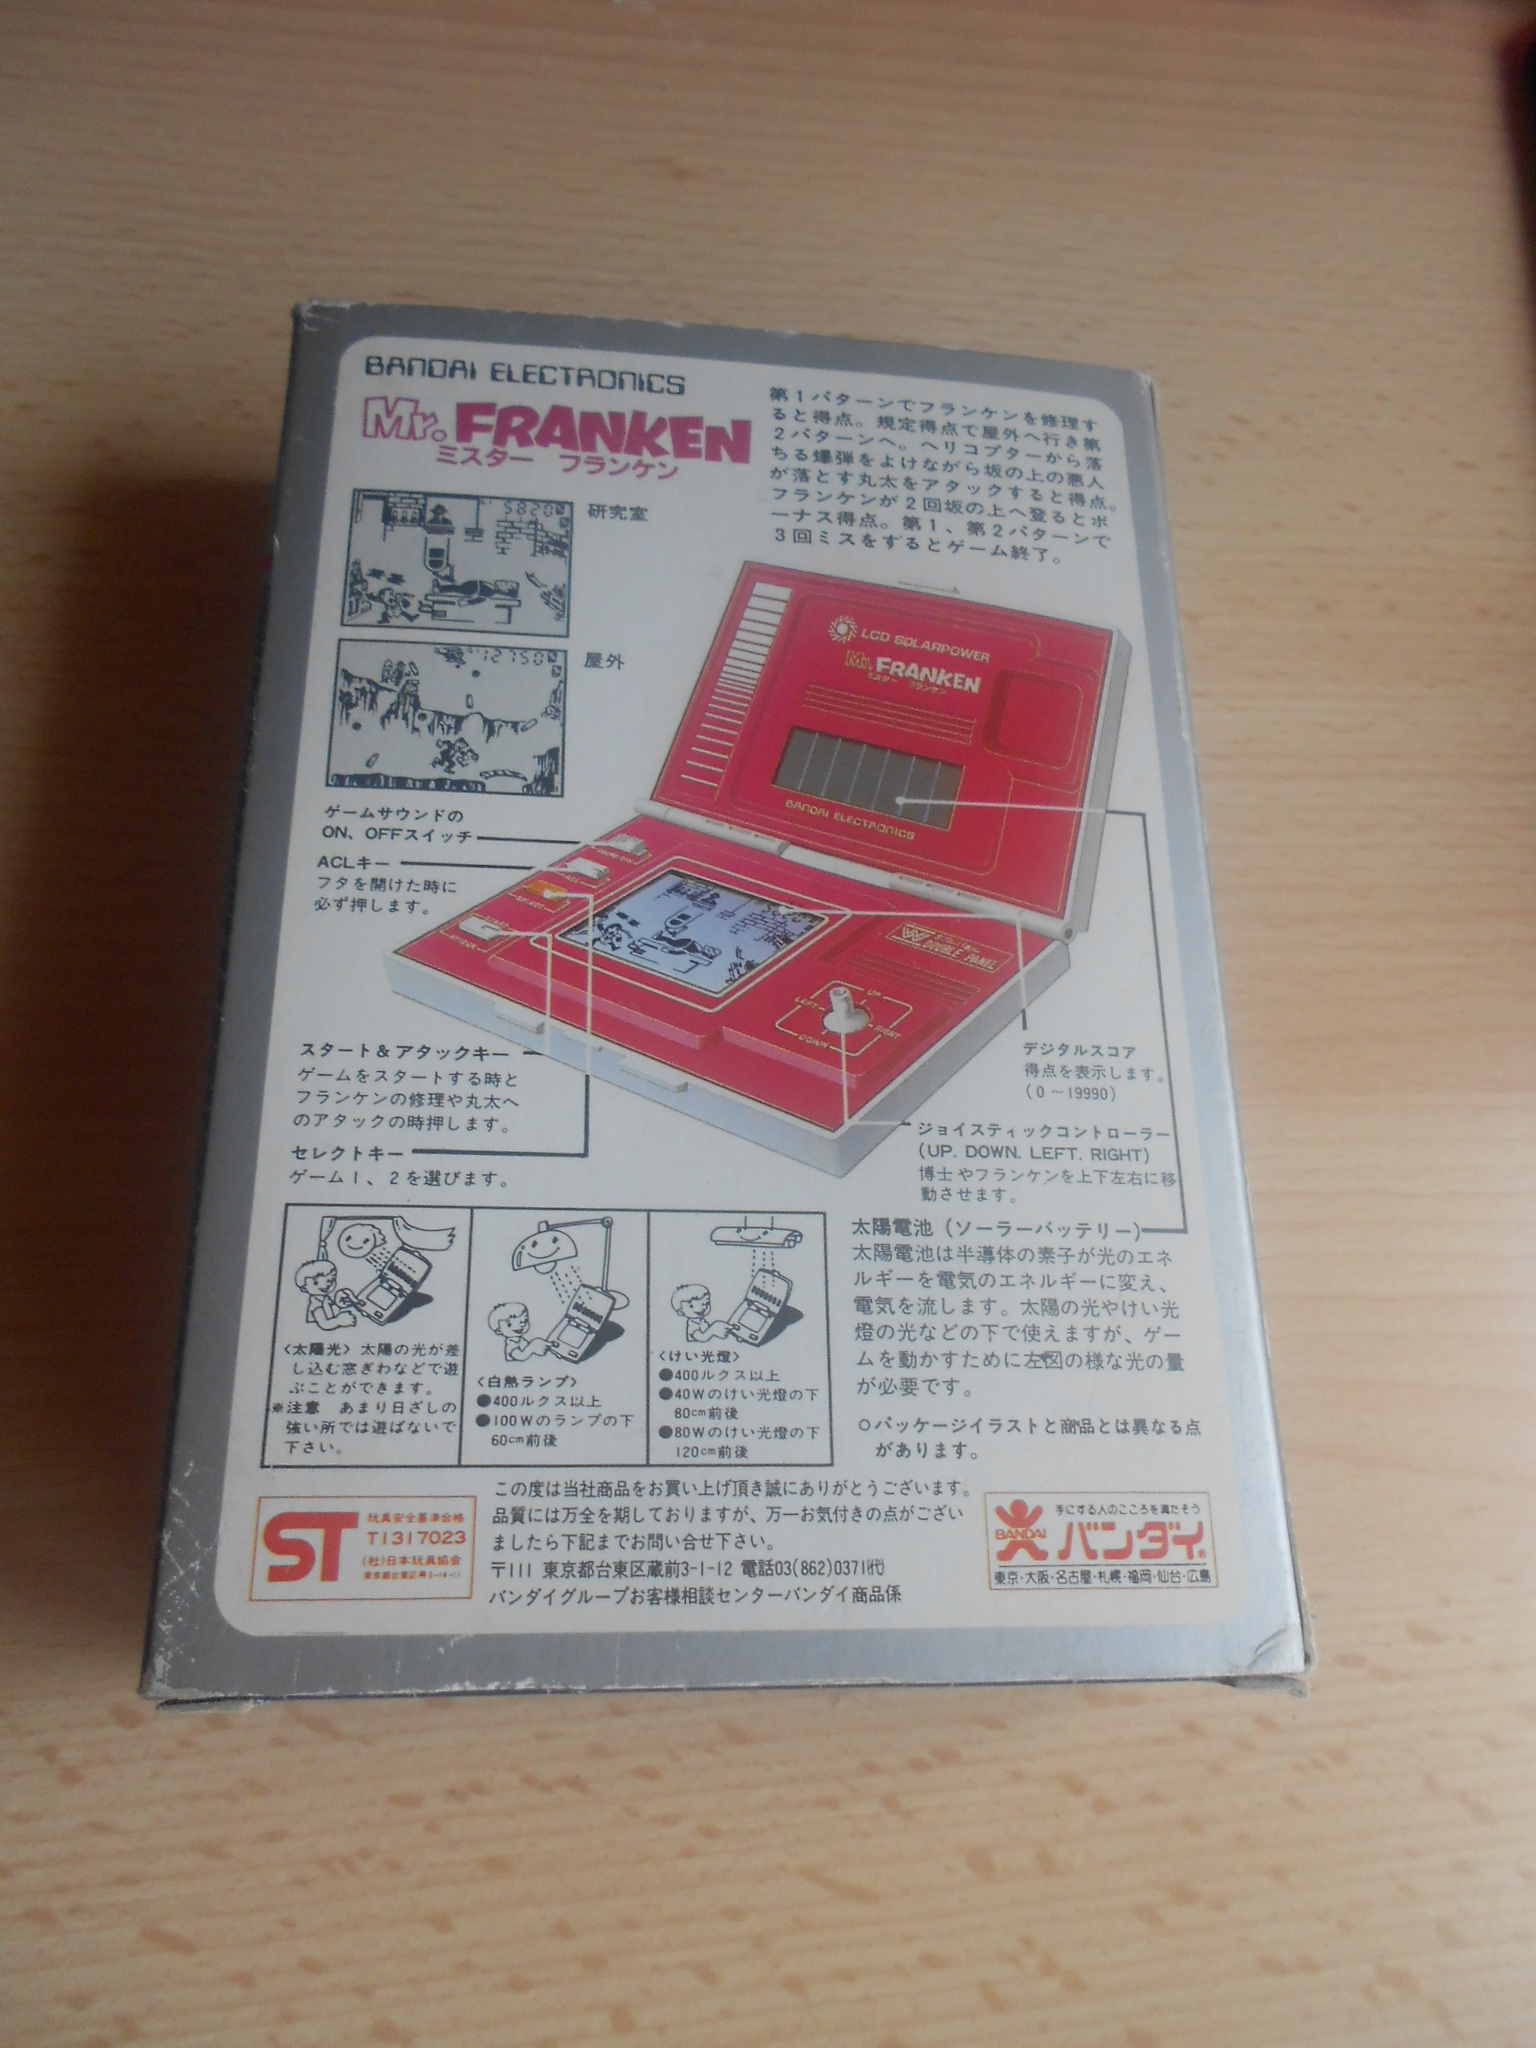 BANDAI ELECTRONICS
Mr. FRANKEN
ミスター フランケン
第1パターンでフランケンを修理す
ると得点。規定得点で屋外へ行き第
2パターンへ。ヘリコプターから落
ちる爆弾をよけながら坂の上の悪人
が落とす丸太をアタックすると得点。
フランケンが2回坂の上へ登るとボ
ーナス得点。第1、第2パターンで
3回ミスをするとゲーム終了。
5820
研究室
12750
屋外
LCD SOLARPOWER
Mr. FRANKEN
ミスター フランケン
BANDAI ELECTRONICS
ゲームサウンドの
ON、OFFスイッチ
ACLキー
フタを開けた時に
必ず押します。
ACL
SELECT
START
ATTACK
DOUBLE PANEL
UP
LEFT
RIGHT
DOWN
スタート&アタックキー
ゲームをスタートする時と
フランケンの修理や丸太へ
のアタックの時押します。
セレクトキー
ゲーム1、2を選びます。
デジタルスコア
得点を表示します。
(0〜19990)
ジョイスティックコントローラー
(UP. DOWN. LEFT. RIGHT)
博士やフランケンを上下左右に移
動させます。
太陽電池(ソーラーバッテリー)
太陽電池は半導体の素子が光のエネ
ルギーを電気のエネルギーに変え、
電気を流します。太陽の光やけい光
燈の光などの下で使えますが、ゲー
ムを動かすために左図の様な光の量
が必要です。
○パッケージイラストと商品とは異なる点
があります。
〈太陽光〉太陽の光が差
し込む窓ぎわなどで遊
ぶことができます。
※注意 あまり日ざしの
強い所では遊ばないで
下さい。
〈白熱ランプ〉
●400ルクス以上
●100Wのランプの下
60cm前後
〈けい光燈〉
●400ルクス以上
●40Wのけい光燈の下
80cm前後
●80Wのけい光燈の下
120cm前後
この度は当社商品をお買い上げ頂き誠にありがとうございます。
品質には万全を期しておりますが、万一お気付きの点がござい
ましたら下記までお問い合せ下さい。
〒111 東京都台東区蔵前3-1-12 電話03(862)0371㈹
バンダイグループお客様相談センターバンダイ商品係
ST
玩具安全基準合格
T1317023
(社)日本玩具協会
手にする人のこころを満たそう
BANDAI
バンダイ®
東京・大阪・名古屋・札幌・福岡・仙台・広島